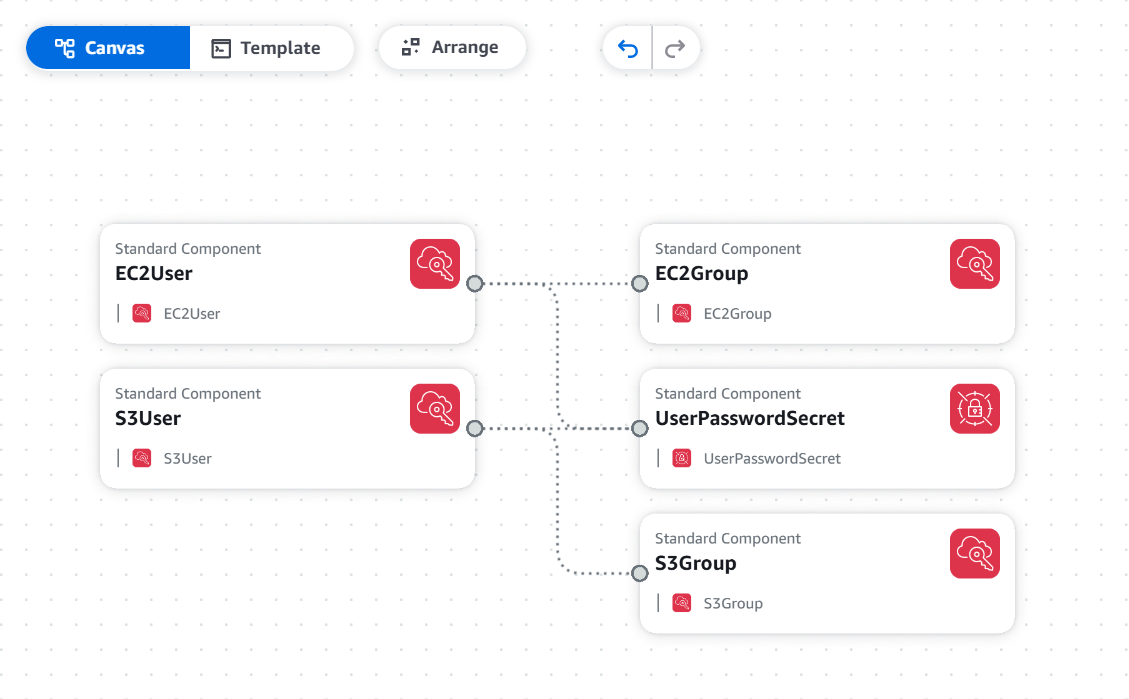 Canvas
Template
Arrange
Standard Component
EC2User
EC2User
Standard Component
EC2Group
EC2Group
Standard Component
S3User
S3User
Standard Component
UserPasswordSecret
UserPasswordSecret
Standard Component
S3Group
S3Group